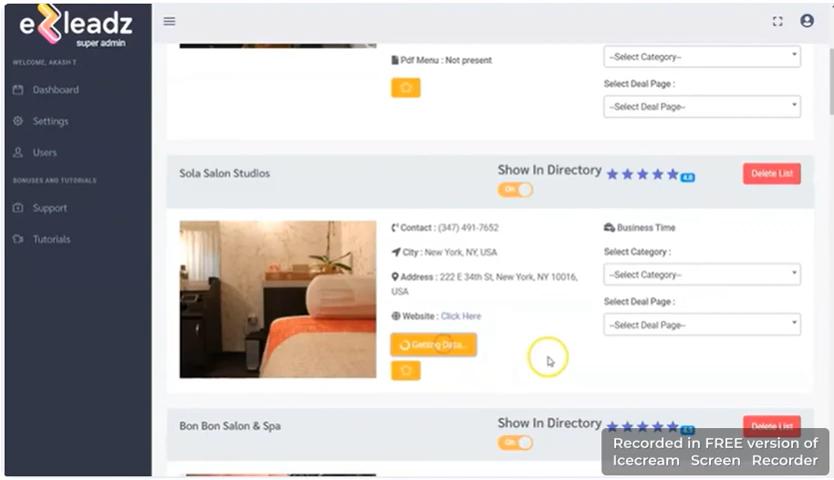 eZleadz
super admin
WELCOME, AKASH T
Dashboard
Settings
Users
BONUSES AND TUTORIALS
Support
Tutorials
Pdf Menu : Not present
--Select Category--
Select Deal Page :
--Select Deal Page--
Sola Salon Studios
Show In Directory
On
4.8
Delete List
Contact : (347) 491-7652
City : New York, NY, USA
Address : 222 E 34th St, New York, NY 10016,
USA
Website : Click Here
Getting Data...
Business Time
Select Category :
--Select Category--
Select Deal Page :
--Select Deal Page--
Bon Bon Salon & Spa
Show In Directory
On
Delete List
Recorded in FREE version of
Icecream Screen Recorder